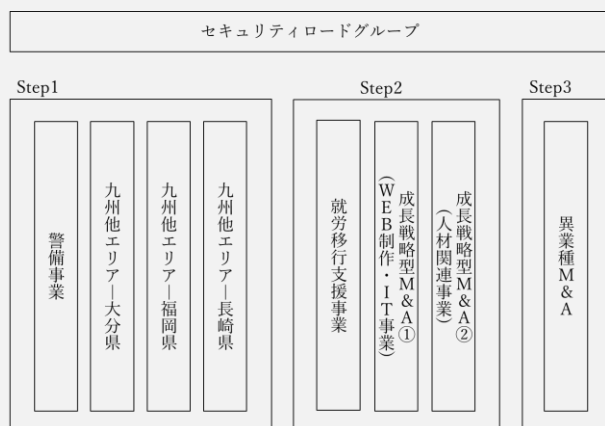 セキュリティロードグループ
Step1
警備事業
九州他エリア―大分県
九州他エリア―福岡県
九州他エリア―長崎県
Step2
就労移行支援事業
成長戦略型M&A①
(WEB制作・IT事業)
成長戦略型M&A②
(人材関連事業)
Step3
異業種M&A